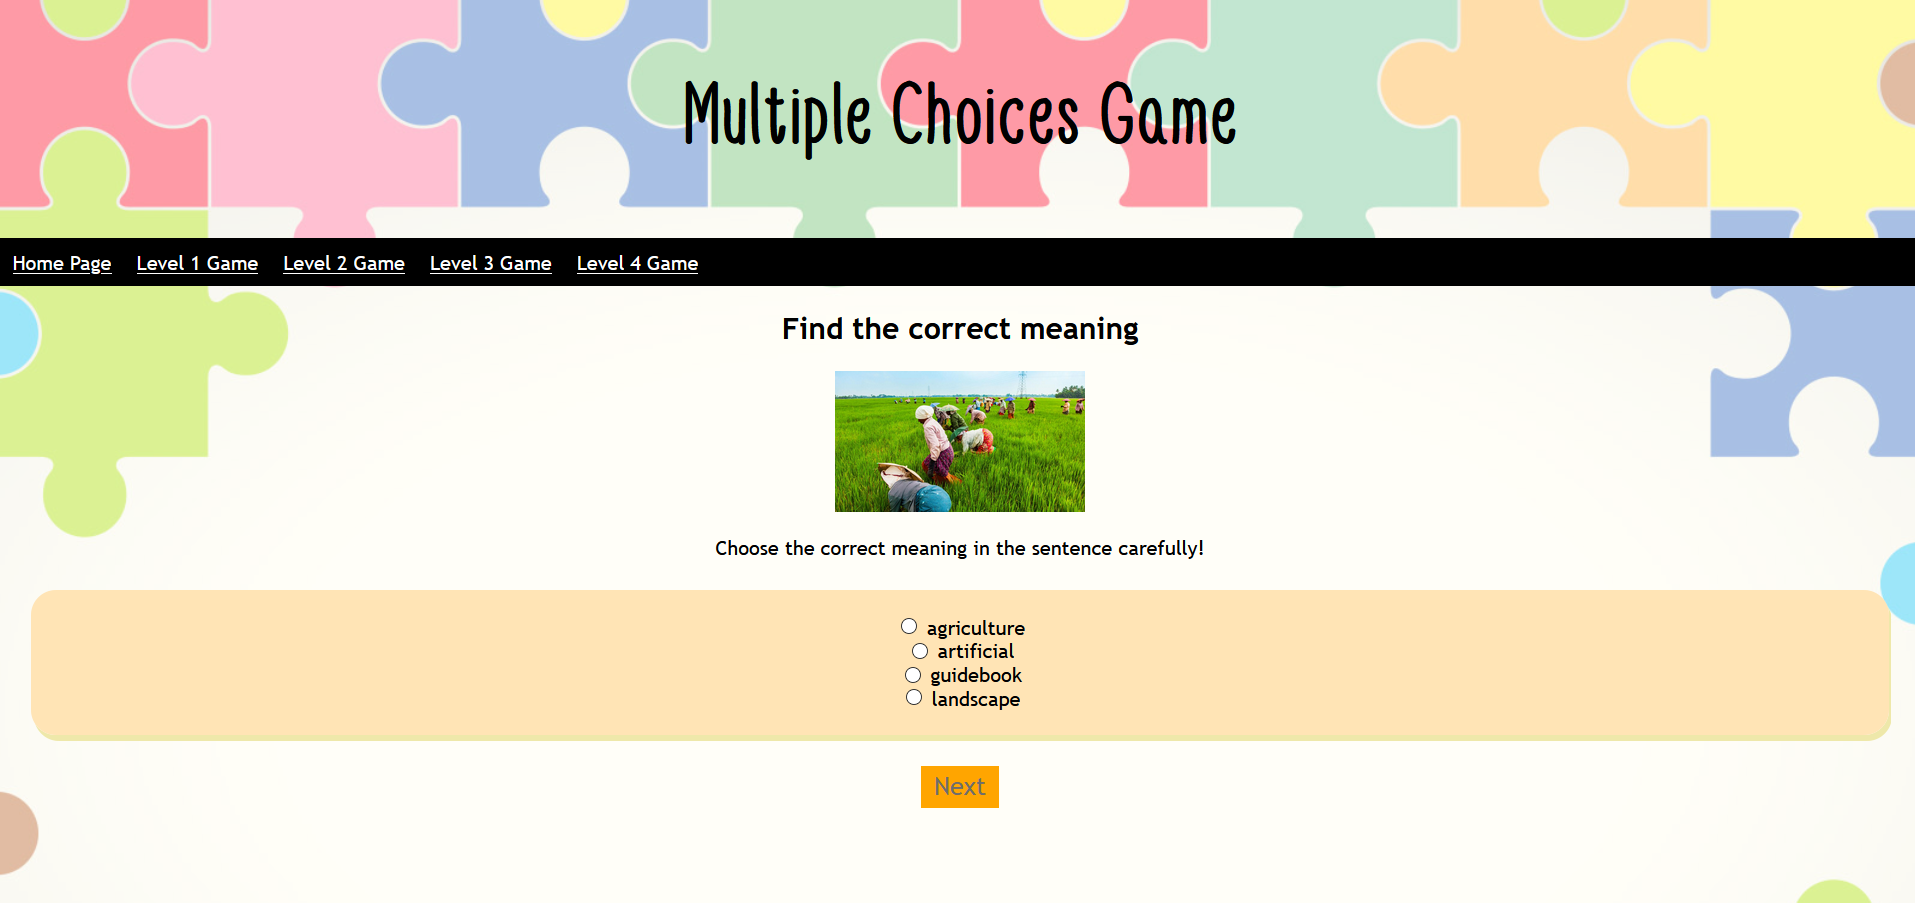 Multiple Choices Game
Home Page Level 1 Game Level 2 Game Level 3 Game Level 4 Game
Find the correct meaning
Choose the correct meaning in the sentence carefully!
agriculture
artificial
guidebook
landscape
Next